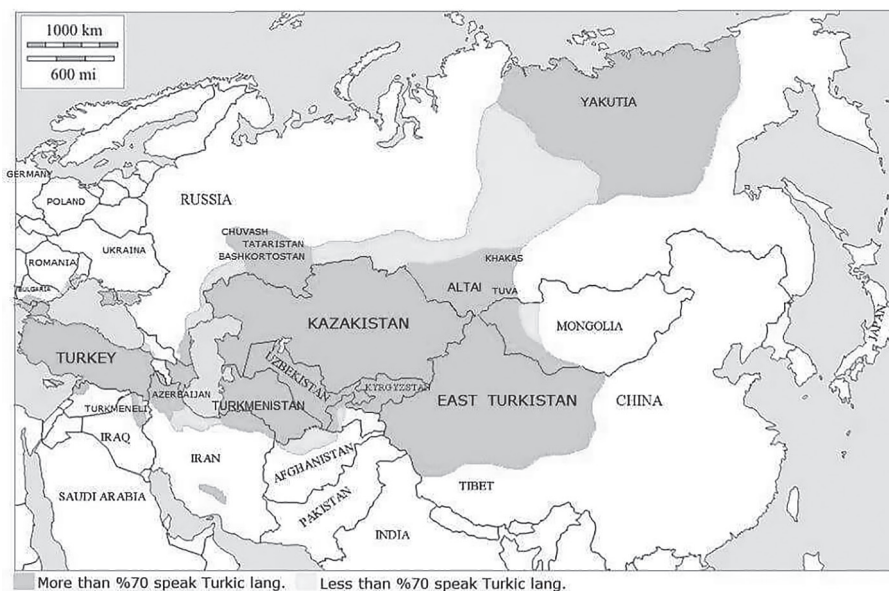 1000 km
600 mi
YAKUTIA
GERMANY
POLAND
RUSSIA
UKRAINA
CHUVASH
TATARISTAN
BASHKORTOSTAN
ROMANIA
KHAKAS
ALTAI
TUVA
BULGARIA
KAZAKISTAN
MONGOLIA
JAPAN
TURKEY
UZBEKISTAN
KYRGYZSTAN
AZERBAIJAN
TURKMENISTAN
EAST TURKISTAN
CHINA
TURKMENELI
IRAQ
IRAN
AFGHANISTAN
TIBET
SAUDI ARABIA
PAKISTAN
INDIA
More than %70 speak Turkic lang.
Less than %70 speak Turkic lang.